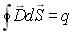 ∮D⃗dS⃗ = q